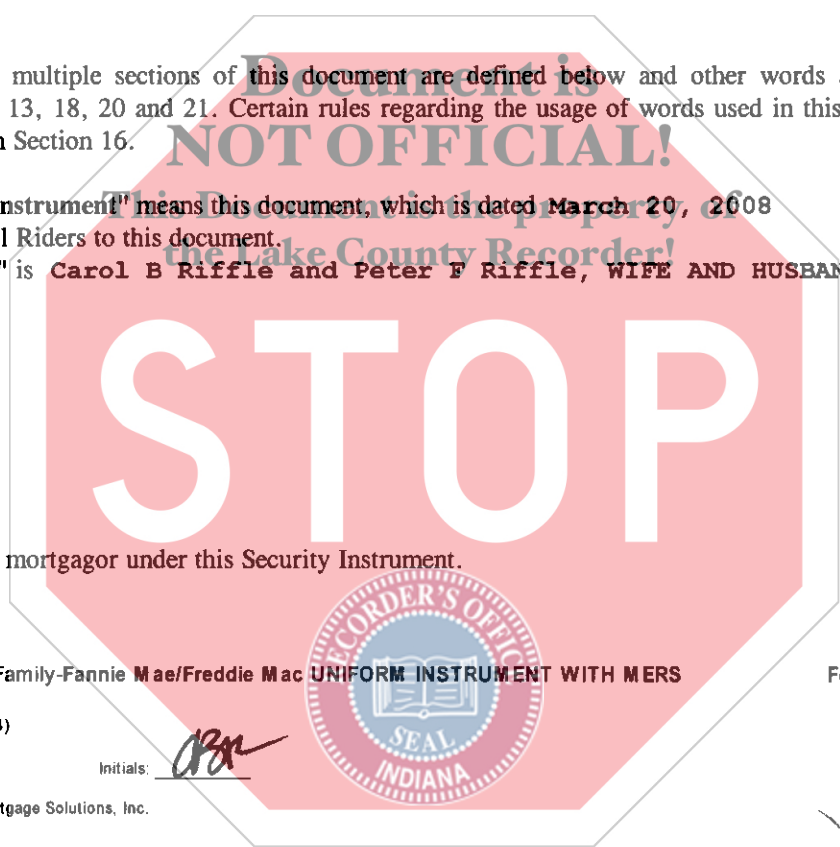 Document is
multiple sections of this document are defined below and other words
13, 18, 20 and 21. Certain rules regarding the usage of words used in this
NOT OFFICIAL!
Section 16.
This Document is the property of
nstrument" means this document, which is dated March 20, 2008
l Riders to this document.
the Lake County Recorder!
" is Carol B Riffle and Peter F Riffle, WIFE AND HUSBAN
STOP
mortgagor under this Security Instrument.
RECORDER'S OFFICE
Family-Fannie Mae/Freddie Mac UNIFORM INSTRUMENT WITH MERS
SEAL
INDIANA
Initials: CBR
tgage Solutions, Inc.